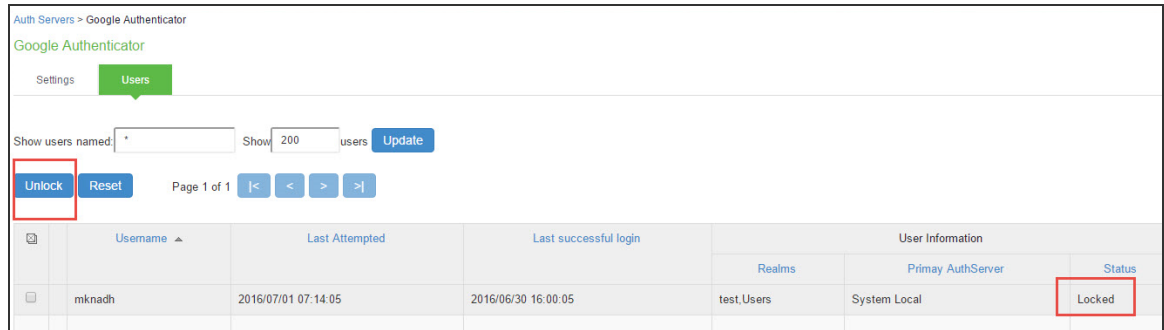 Auth Servers > Google Authenticator
Google Authenticator
Settings Users
Show users named: * Show 200 users Update
Unlock Reset Page 1 of 1 |< < > >|
Username Last Attempted Last successful login User Information
Realms Primay AuthServer Status
mknadh 2016/07/01 07:14:05 2016/06/30 16:00:05 test,Users System Local Locked